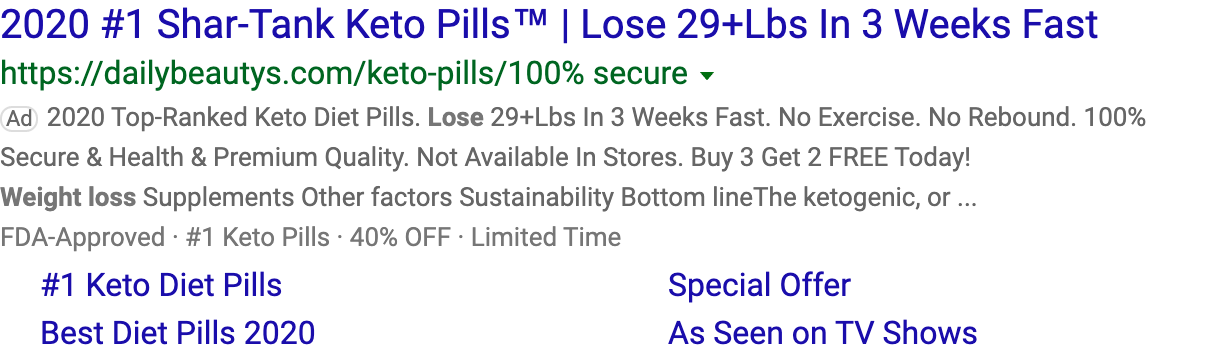 2020 #1 Shar-Tank Keto Pills™ | Lose 29+Lbs In 3 Weeks Fast
https://dailybeautys.com/keto-pills/100% secure
Ad 2020 Top-Ranked Keto Diet Pills. Lose 29+Lbs In 3 Weeks Fast. No Exercise. No Rebound. 100%
Secure & Health & Premium Quality. Not Available In Stores. Buy 3 Get 2 FREE Today!
Weight loss Supplements Other factors Sustainability Bottom lineThe ketogenic, or ...
FDA-Approved · #1 Keto Pills · 40% OFF · Limited Time
#1 Keto Diet Pills Special Offer
Best Diet Pills 2020 As Seen on TV Shows